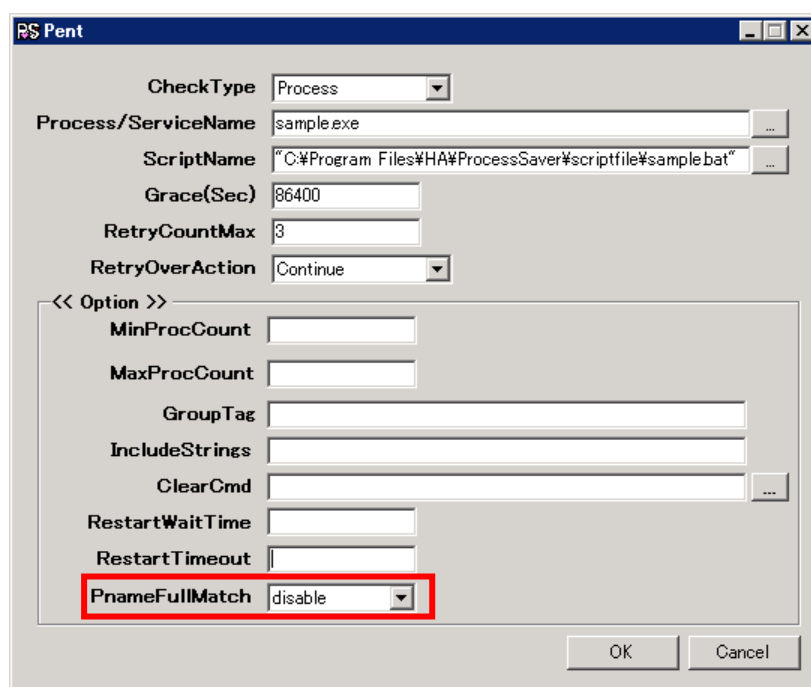 PS Pent
CheckType Process
Process/ServiceName sample.exe ...
ScriptName "C:¥Program Files¥HA¥ProcessSaver¥scriptfile¥sample.bat" ...
Grace(Sec) 86400
RetryCountMax 3
RetryOverAction Continue
<< Option >>
MinProcCount
MaxProcCount
GroupTag
IncludeStrings
ClearCmd ...
RestartWaitTime
RestartTimeout
PnameFullMatch disable
OK Cancel